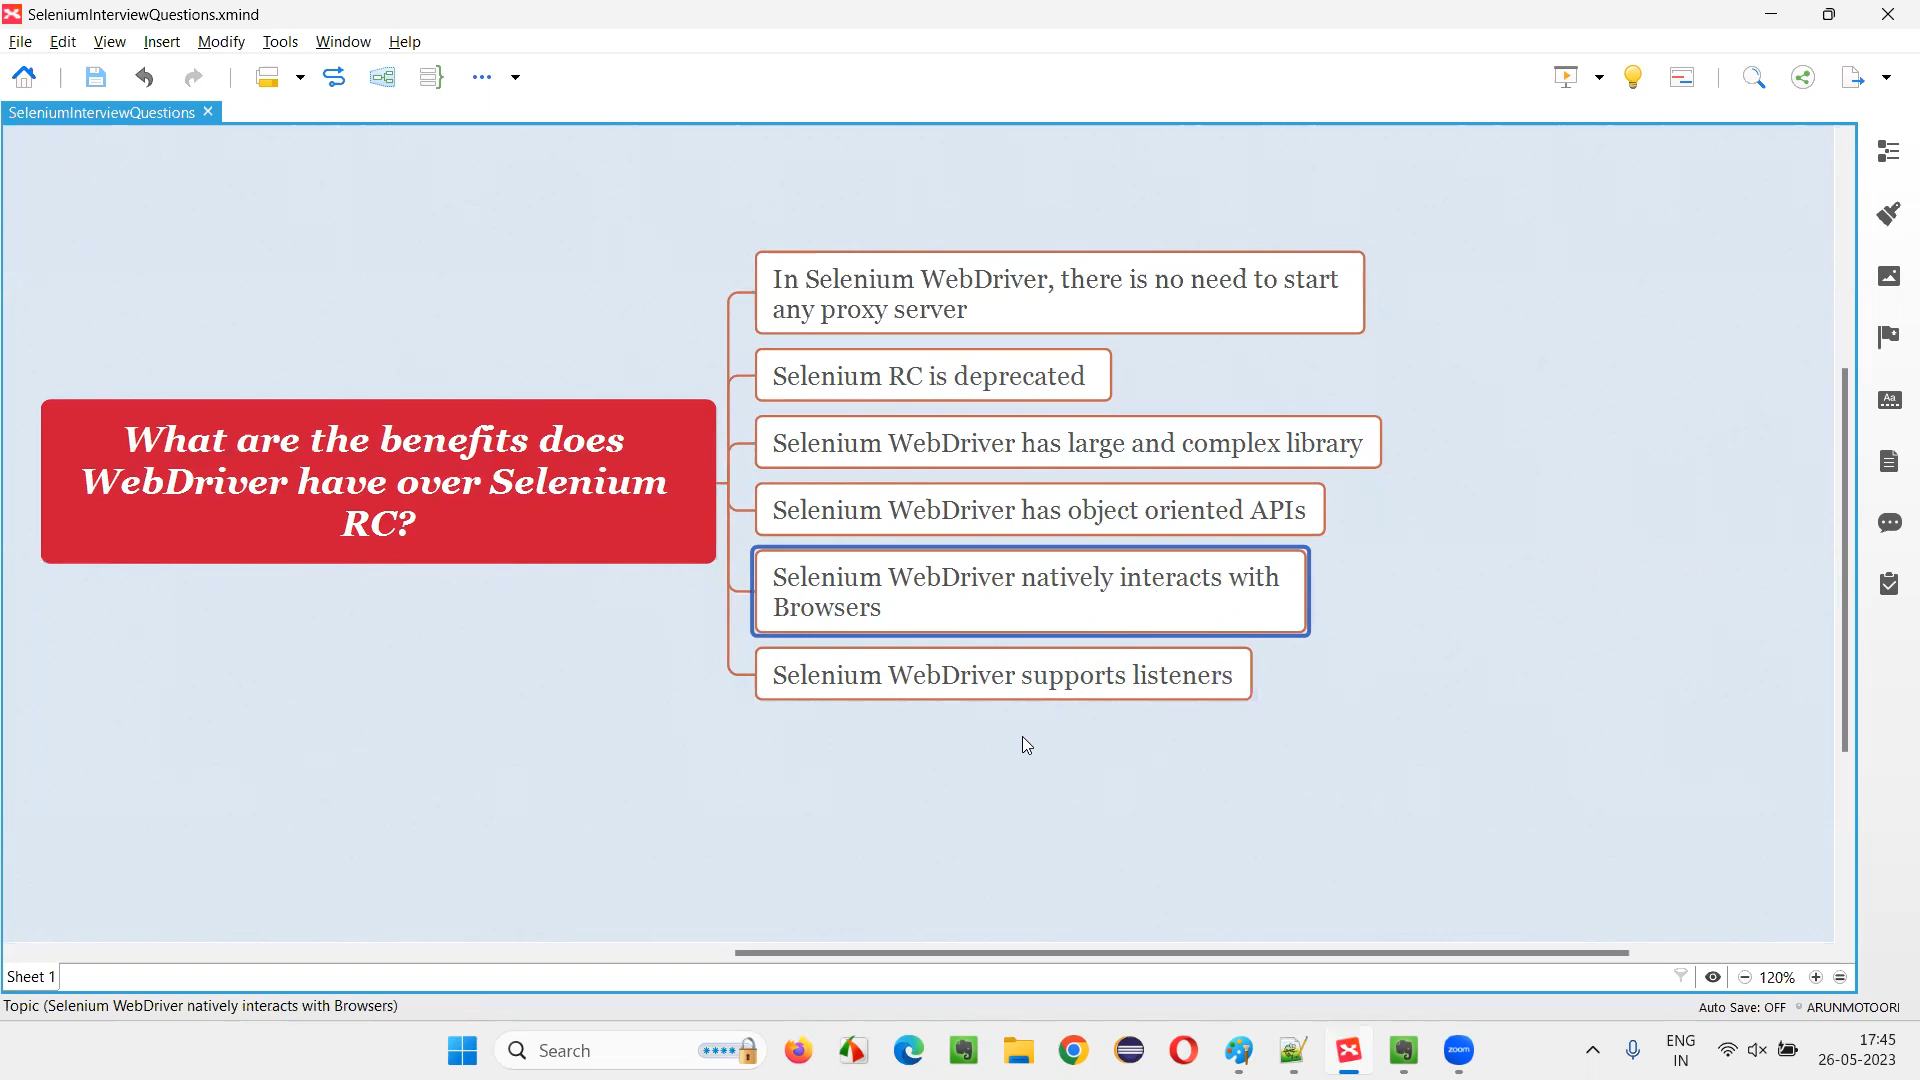 SeleniumInterviewQuestions.xmind
File Edit View Insert Modify Tools Window Help
SeleniumInterviewQuestions
What are the benefits does
WebDriver have over Selenium
RC?
In Selenium WebDriver, there is no need to start
any proxy server
Selenium RC is deprecated
Selenium WebDriver has large and complex library
Selenium WebDriver has object oriented APIs
Selenium WebDriver natively interacts with
Browsers
Selenium WebDriver supports listeners
Aa
Sheet 1
120%
Topic (Selenium WebDriver natively interacts with Browsers)
Auto Save: OFF ARUNMOTOORI
Search
zoom
ENG
IN
17:45
26-05-2023